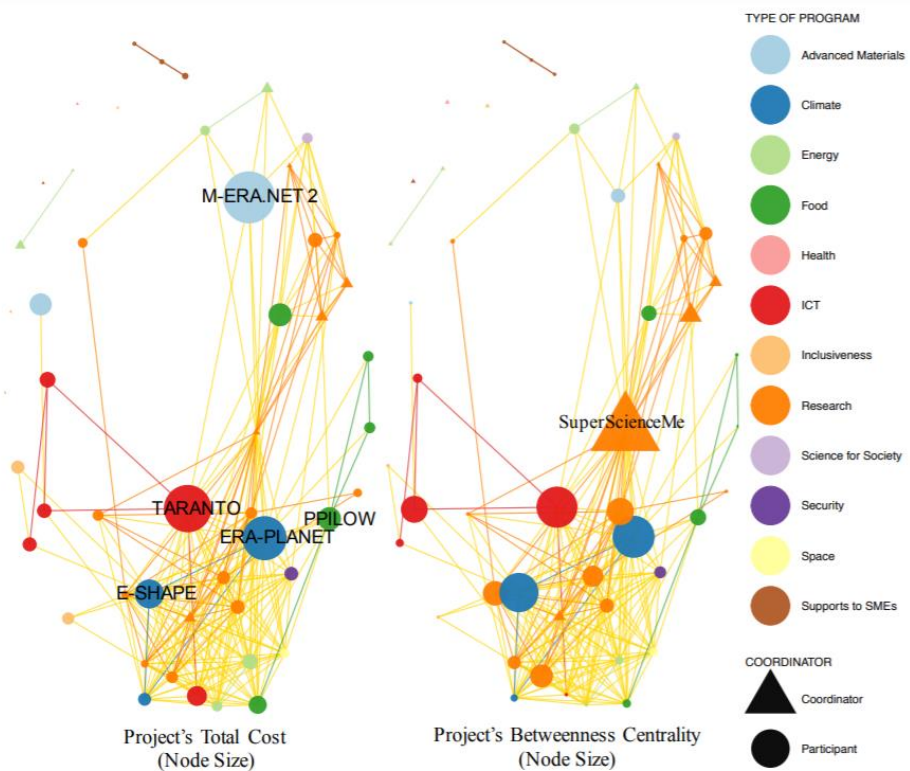 TYPE OF PROGRAM
Advanced Materials
Climate
Energy
Food
Health
ICT
Inclusiveness
Research
Science for Society
Security
Space
Supports to SMEs
COORDINATOR
Coordinator
Participant
M-ERA.NET 2
TARANTO
PPILOW
ERA-PLANET
E-SHAPE
Project's Total Cost
(Node Size)
SuperScienceMe
Project's Betweenness Centrality
(Node Size)